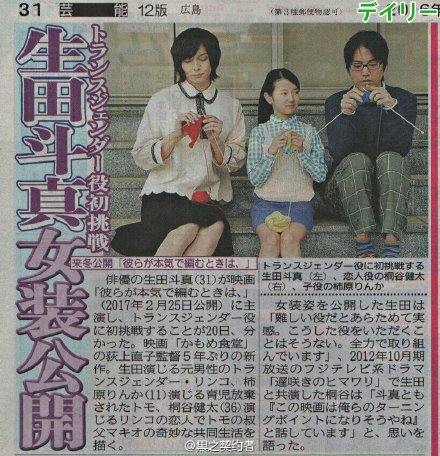 31 芸能 12版 広島
(第3種郵便物認可)
デイリー
6年
トランスジェンダー役初挑戦
生田斗真女装公開
来冬公開「彼らが本気で編むときは、」
俳優の生田斗真(31)が映画
「彼らが本気で編むときは、」
(2017年2月25日公開)に主
演し、トランスジェンダー役
に初挑戦することが20日、分
かった。映画「かもめ食堂」
の荻上直子監督5年ぶりの新
作。生田演じる元男性のトラ
ンスジェンダー・リンコ、柿
原りんか(11)演じる育児放棄
されたトモ、桐谷健太(36)演
じるリンコの恋人でトモの叔
父マキオの奇妙な共同生活を
描く。
トランスジェンダー役に初挑戦する
生田斗真(左)、恋人役の桐谷健太
(右)、子役の柿原りんか
女装姿を公開した生田は
「難しい役だとあらためて実
感。こうした役をいただくこ
とはそうない。全力で取り組
んでいます」、2012年10月期
放送のフジテレビ系ドラマ
「遅咲きのヒマワリ」で生田
と共演した桐谷は「斗真とも
『この映画は俺らのターニン
グポイントになりそうやね』
と話しています」と、思いを
語った。
@黑之契约者